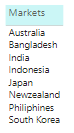 Markets
Australia
Bangladesh
India
Indonesia
Japan
Newzealand
Philiphines
South Korea